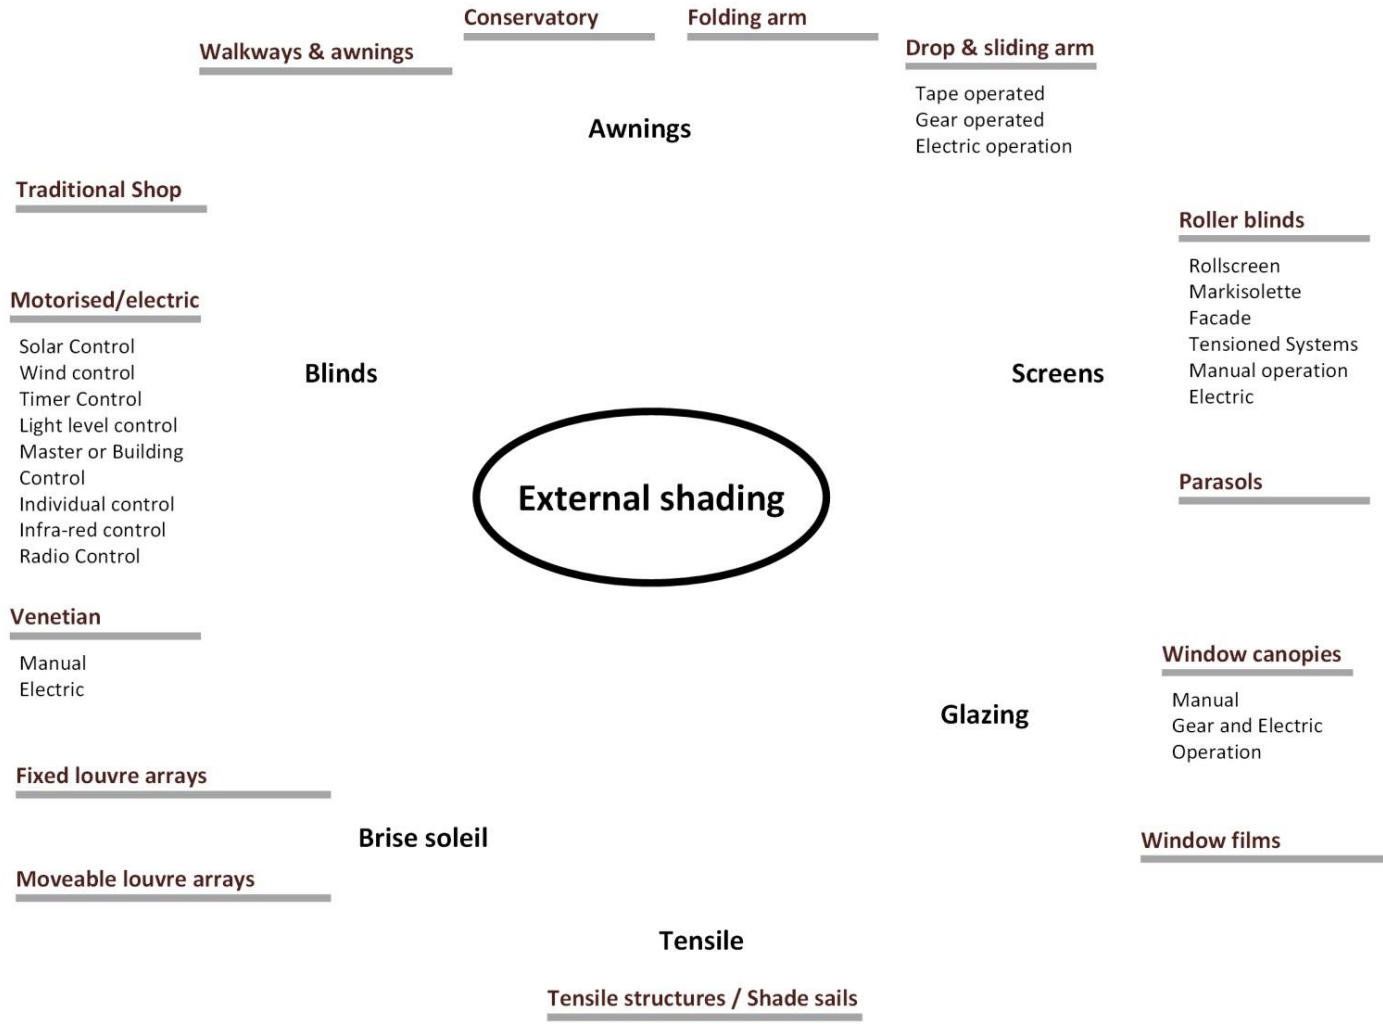 Conservatory
Folding arm
Walkways & awnings
Drop & sliding arm
Tape operated
Gear operated
Electric operation
Awnings
Traditional Shop
Roller blinds
Rollscreen
Markisolette
Facade
Tensioned Systems
Manual operation
Electric
Motorised/electric
Solar Control
Wind control
Timer Control
Light level control
Master or Building
Control
Individual control
Infra-red control
Radio Control
Blinds
Screens
External shading
Parasols
Venetian
Manual
Electric
Window canopies
Manual
Gear and Electric
Operation
Glazing
Fixed louvre arrays
Brise soleil
Window films
Moveable louvre arrays
Tensile
Tensile structures / Shade sails